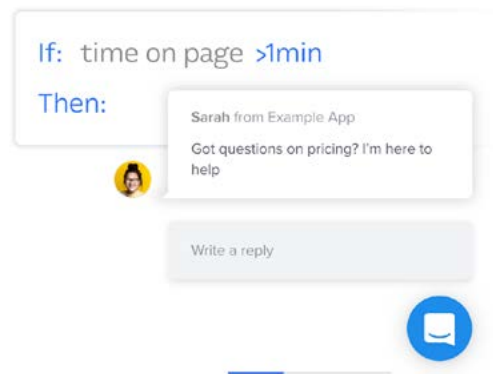 If: time on page >1min
Then:
Sarah from Example App
Got questions on pricing? I'm here to
help
Write a reply